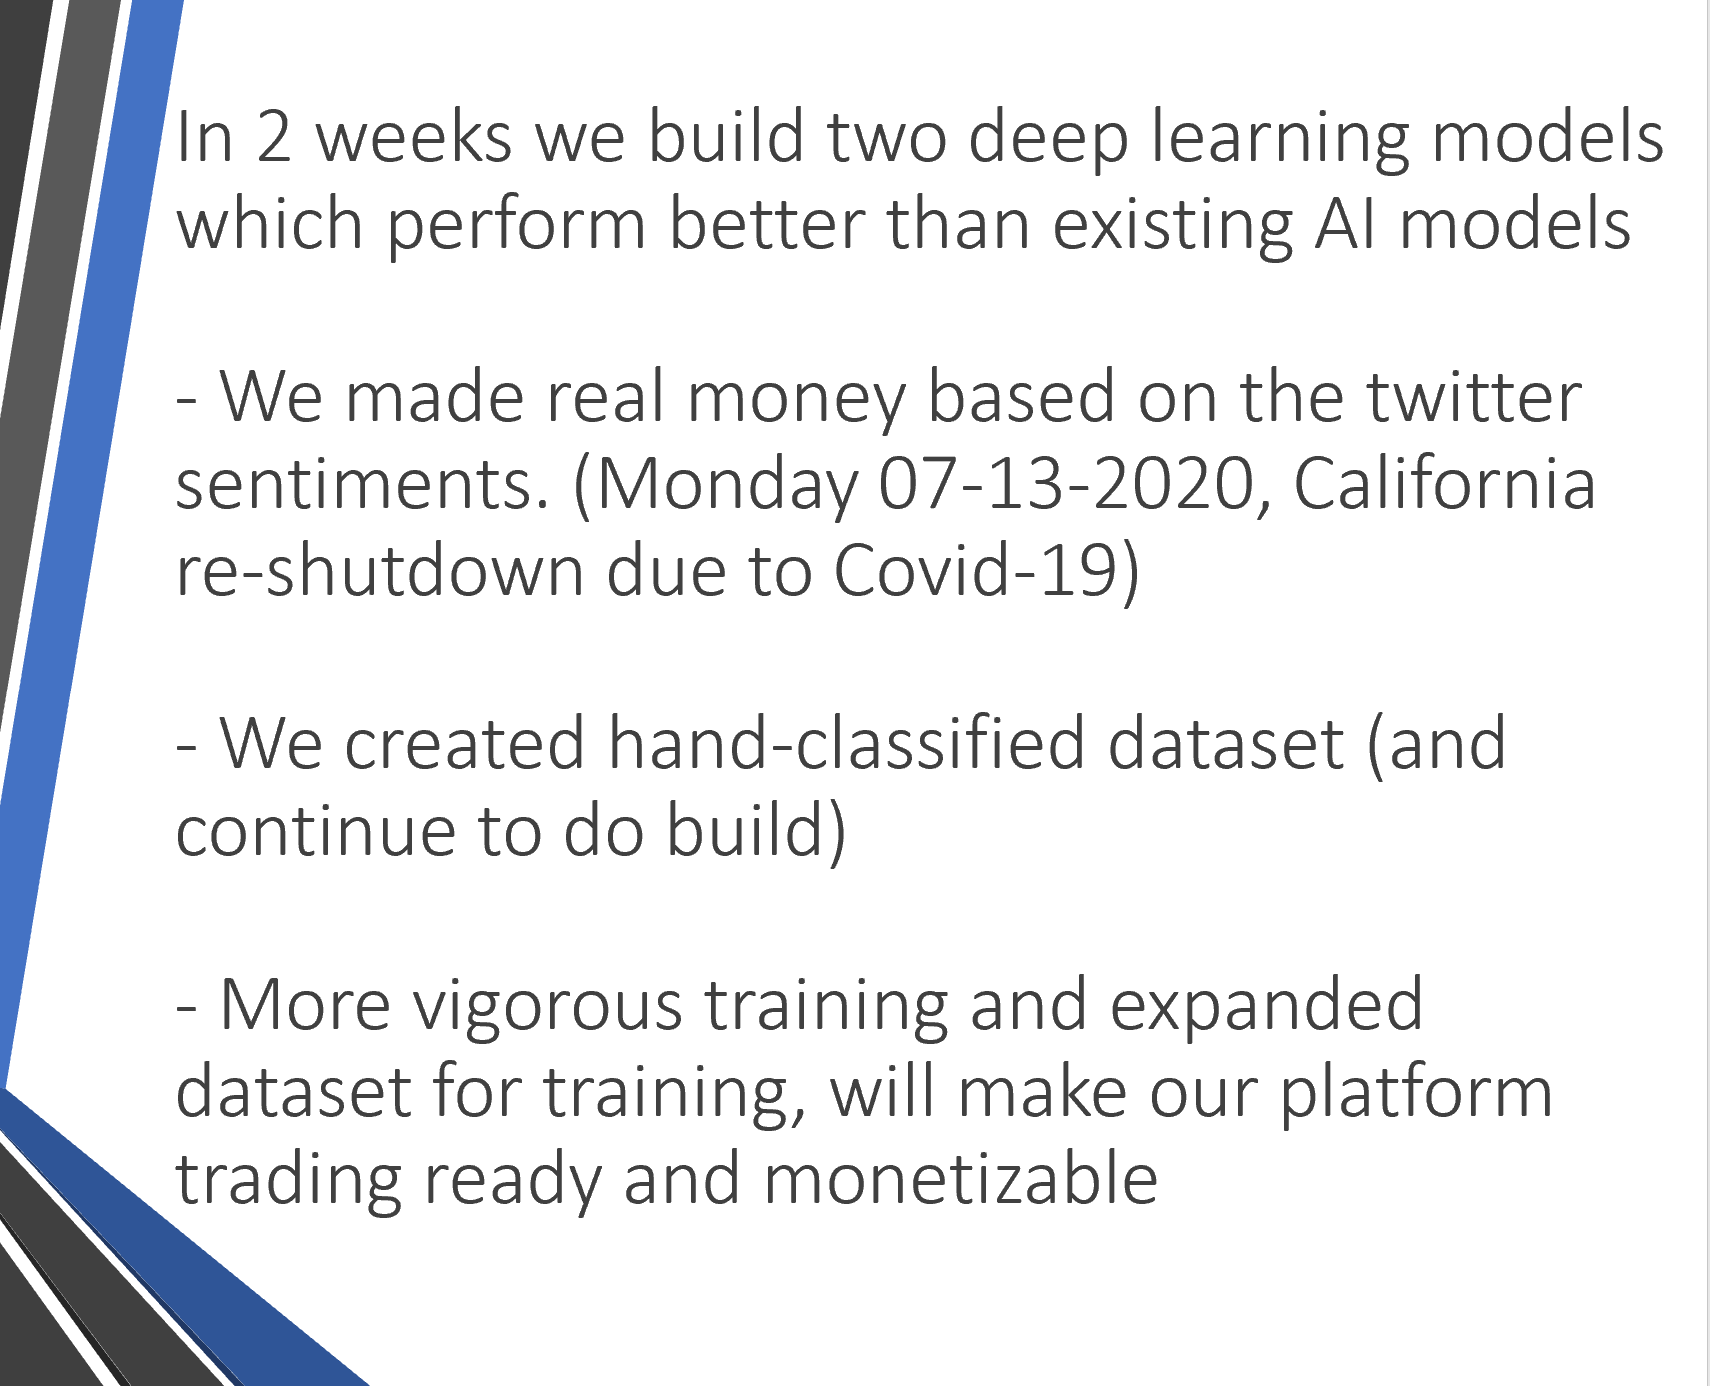 In 2 weeks we build two deep learning models
which perform better than existing AI models
- We made real money based on the twitter
sentiments. (Monday 07-13-2020, California
re-shutdown due to Covid-19)
- We created hand-classified dataset (and
continue to do build)
- More vigorous training and expanded
dataset for training, will make our platform
trading ready and monetizable